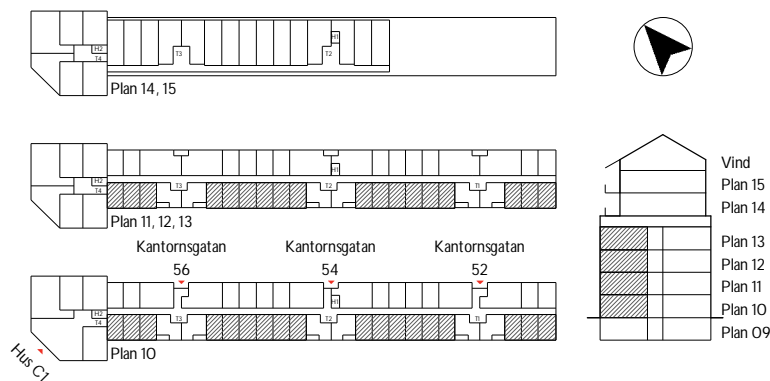 H2
T4
T3
H1
T2
Plan 14, 15
H2
T4
T3
H1
T2
T1
Plan 11, 12, 13
Kantornsgatan
56
Kantornsgatan
54
Kantornsgatan
52
H2
T4
T3
H1
T2
T1
Plan 10
Hus C1
Vind
Plan 15
Plan 14
Plan 13
Plan 12
Plan 11
Plan 10
Plan 09